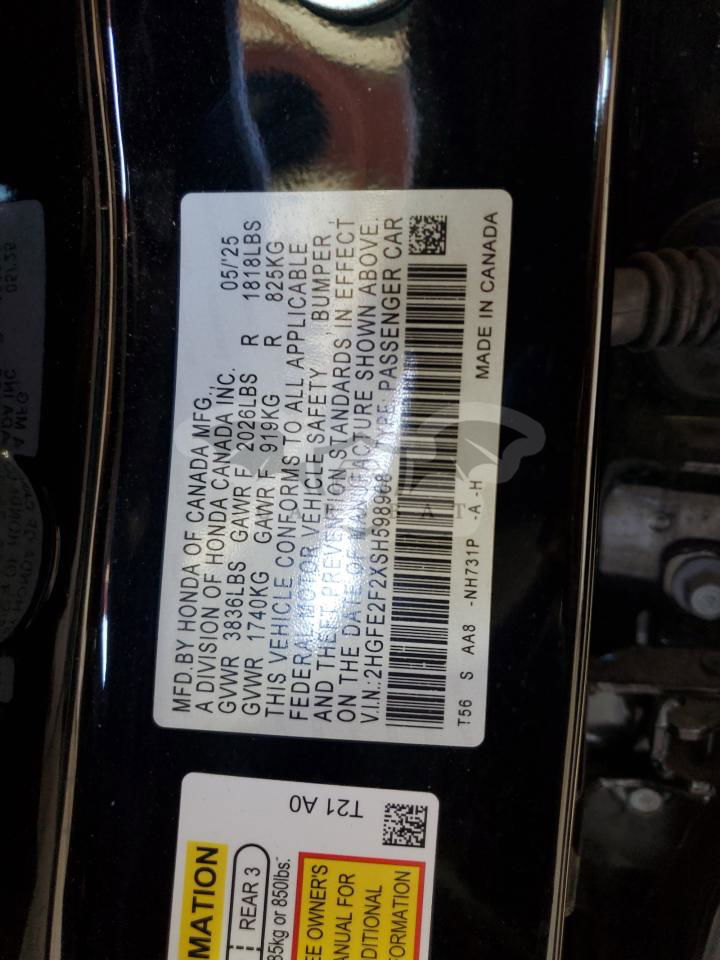 MFD.BY HONDA OF CANADA MFG., 05/'25
A DIVISION OF HONDA CANADA INC.
GVWR 3836LBS GAWR F 2026LBS R 1818LBS
GVWR 1740KG GAWR F 919KG R 825KG
THIS VEHICLE CONFORMS TO ALL APPLICABLE
FEDERAL MOTOR VEHICLE SAFETY, BUMPER,
AND THEFT PREVENTION STANDARDS IN EFFECT
ON THE DATE OF MANUFACTURE SHOWN ABOVE.
V.I.N.:2HGFE2F2XSH598968 TYPE: PASSENGER CAR
T56 S AA8 -NH731P -A -H
MADE IN CANADA
T21 A0
MATION
REAR 3
85kg or 850lbs.
EE OWNER'S
ANUAL FOR
DITIONAL
FORMATION